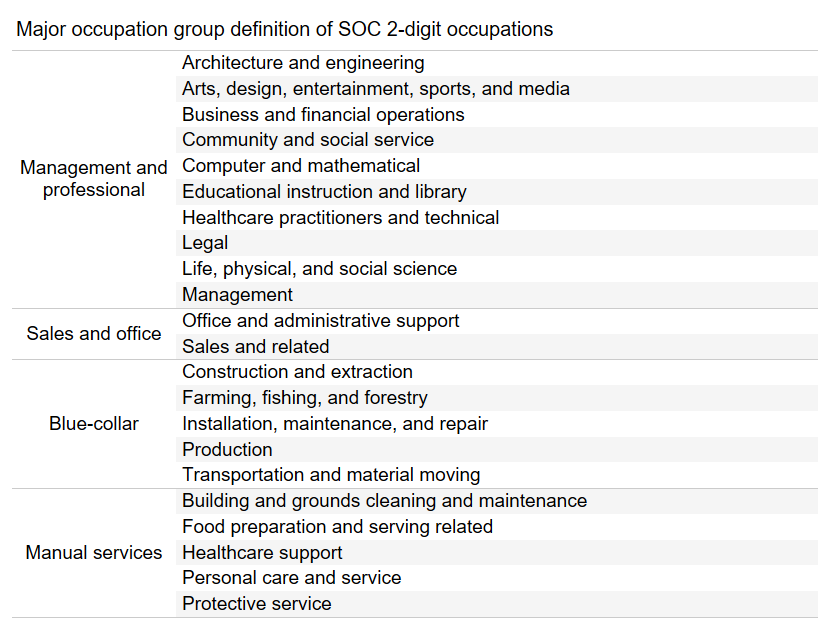 Major occupation group definition of SOC 2-digit occupations
Management and
professional
Architecture and engineering
Arts, design, entertainment, sports, and media
Business and financial operations
Community and social service
Computer and mathematical
Educational instruction and library
Healthcare practitioners and technical
Legal
Life, physical, and social science
Management
Sales and office
Office and administrative support
Sales and related
Blue-collar
Construction and extraction
Farming, fishing, and forestry
Installation, maintenance, and repair
Production
Transportation and material moving
Manual services
Building and grounds cleaning and maintenance
Food preparation and serving related
Healthcare support
Personal care and service
Protective service